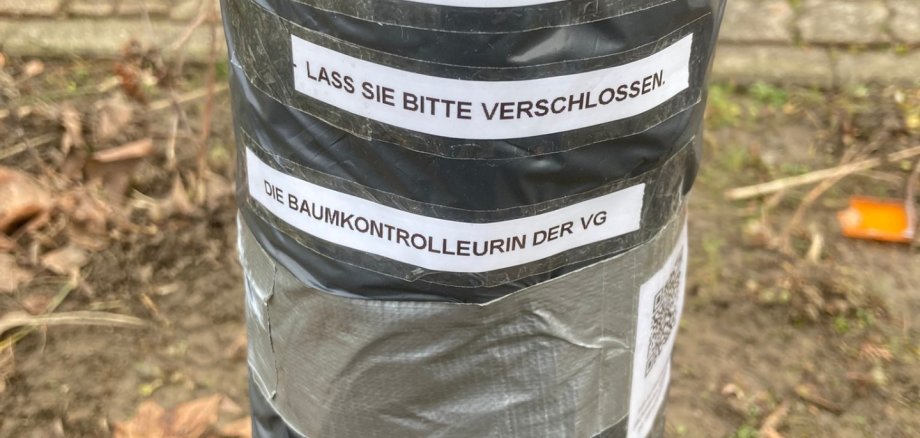 LASS SIE BITTE VERSCHLOSSEN.
DIE BAUMKONTROLLEURIN DER VG